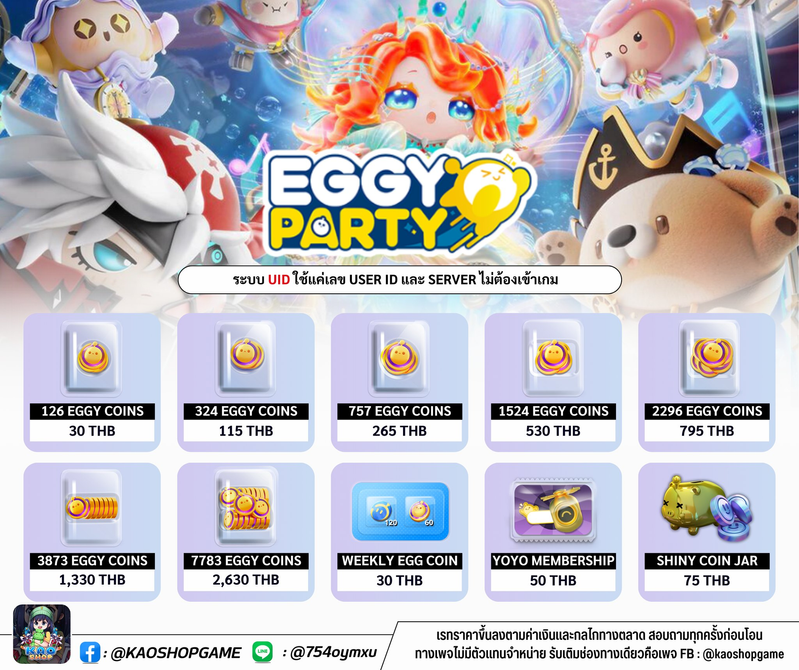 EGGY
PARTY
ระบบ UID ใช้แค่เลข USER ID และ SERVER ไม่ต้องเข้าเกม
126 EGGY COINS
30 THB
324 EGGY COINS
115 THB
757 EGGY COINS
265 THB
1524 EGGY COINS
530 THB
2296 EGGY COINS
795 THB
3873 EGGY COINS
1,330 THB
7783 EGGY COINS
2,630 THB
120
60
WEEKLY EGG COIN
30 THB
YOYO MEMBERSHIP
50 THB
SHINY COIN JAR
75 THB
KAO
SHOP
: @KAOSHOPGAME
LINE
: @754oymxu
เรทราคาขึ้นลงตามค่าเงินและกลไกทางตลาด สอบถามทุกครั้งก่อนโอน
ทางเพจไม่มีตัวแทนจำหน่าย รับเติมช่องทางเดียวคือเพจ FB : @kaoshopgame